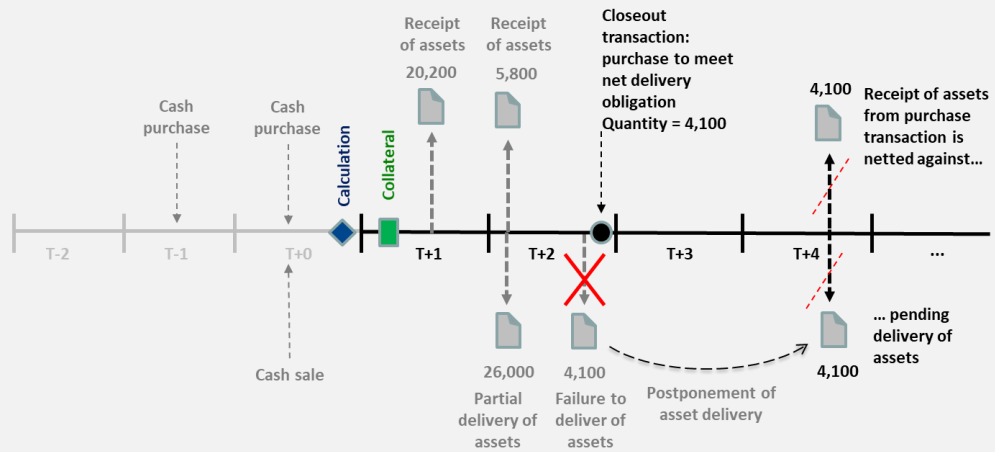 Receipt
of assets
20,200
Receipt
of assets
5,800
Closeout
transaction:
purchase to meet
net delivery
obligation
Quantity = 4,100
4,100
Receipt of assets
from purchase
transaction is
netted against...
Cash
purchase
Cash
purchase
Calculation
Collateral
T-2
T-1
T+0
T+1
T+2
T+3
T+4
...
Cash sale
26,000
Partial
delivery of
assets
4,100
Failure to
deliver of
assets
Postponement of
asset delivery
4,100
... pending
delivery of
assets